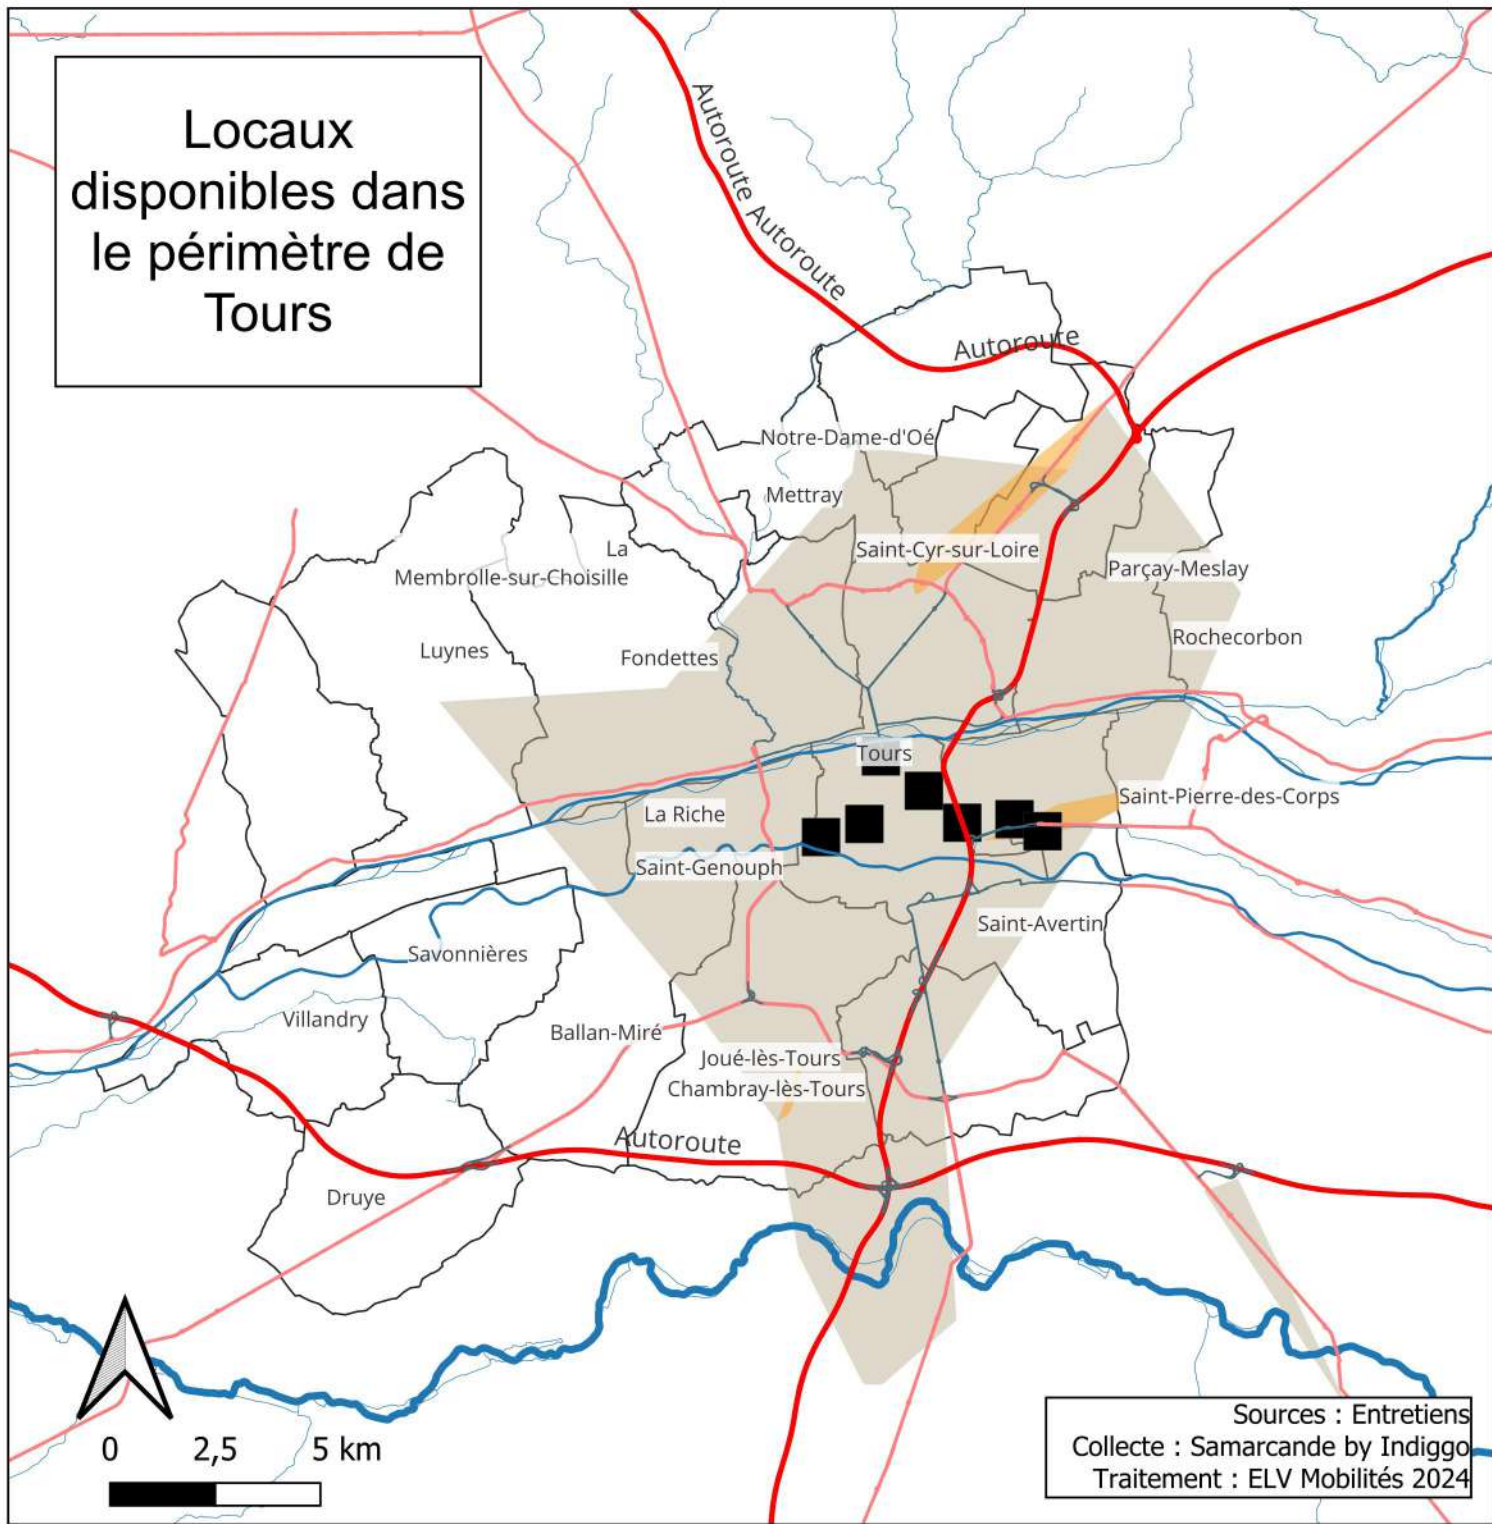 Locaux
disponibles dans
le périmètre de
Tours
Autoroute
Autoroute
Autoroute
Notre-Dame-d'Oé
Mettray
La
Membrolle-sur-Choisille
Saint-Cyr-sur-Loire
Parçay-Meslay
Rochecorbon
Luynes
Fondettes
Tours
Saint-Pierre-des-Corps
La Riche
Saint-Genouph
Saint-Avertin
Savonnières
Villandry
Ballan-Miré
Joué-lès-Tours
Chambray-lès-Tours
Autoroute
Druye
0 2,5 5 km
Sources : Entretiens
Collecte : Samarcande by Indiggo
Traitement : ELV Mobilités 2024